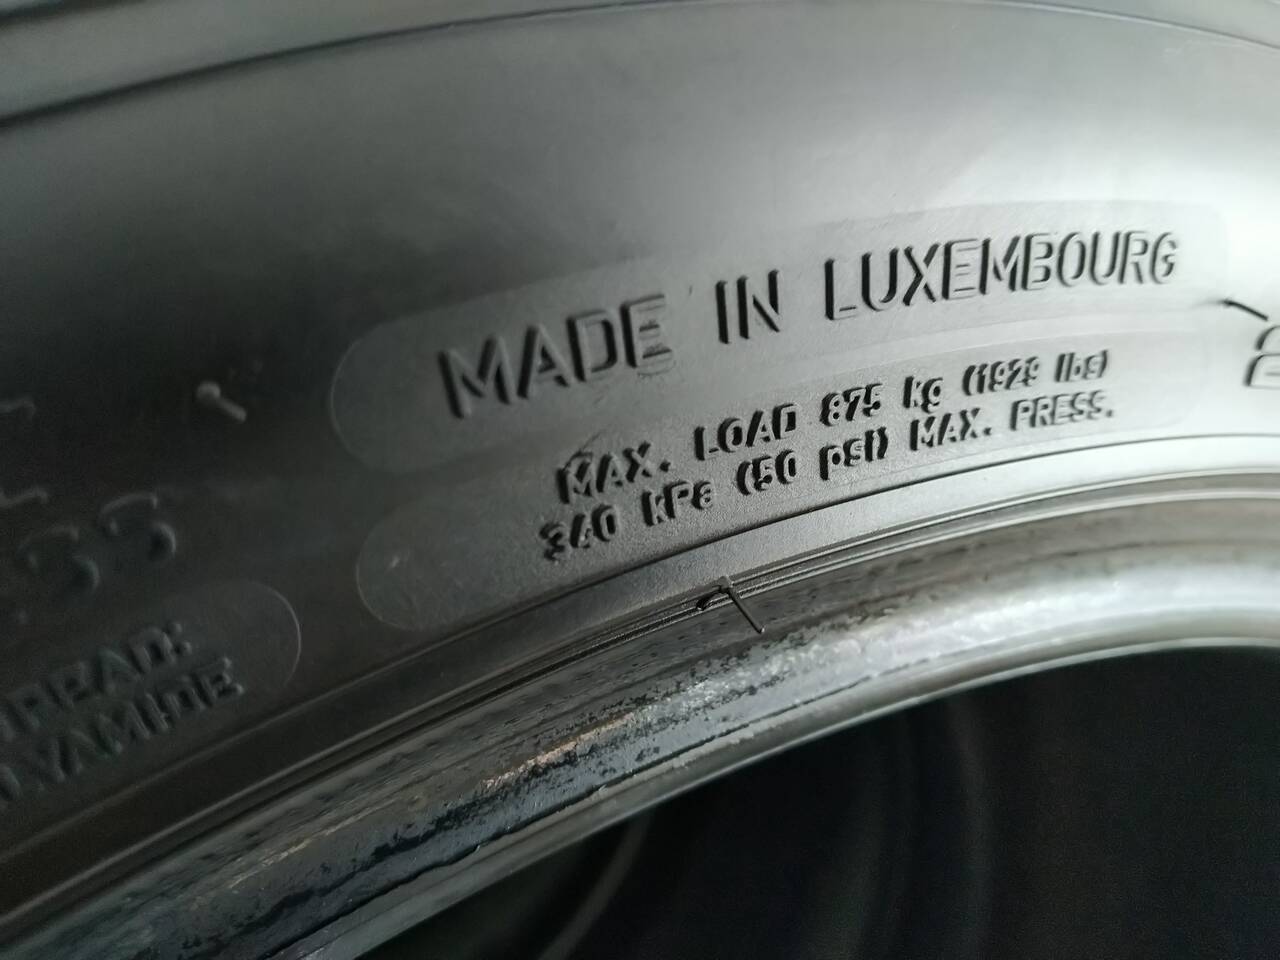 MADE IN LUXEMBOURG
MAX. LOAD 875 kg (1929 lbs)
340 kPa (50 psi) MAX. PRESS.